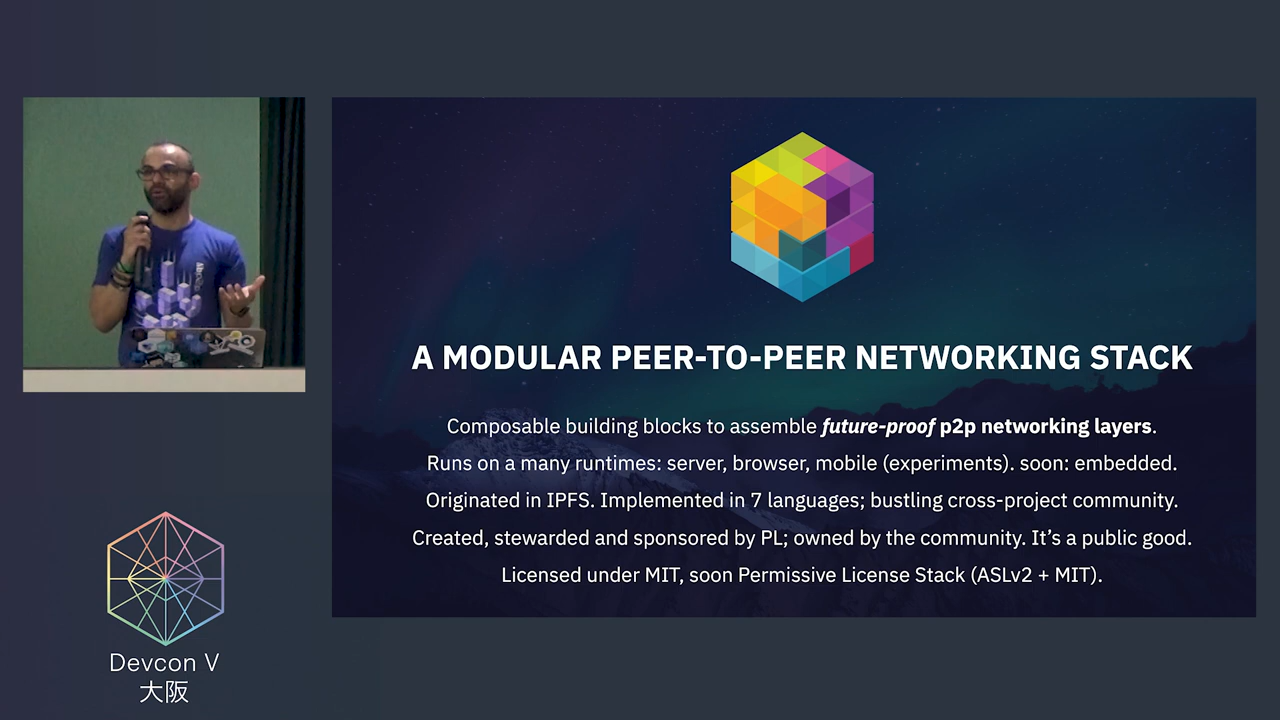 A MODULAR PEER-TO-PEER NETWORKING STACK
Composable building blocks to assemble future-proof p2p networking layers.
Runs on a many runtimes: server, browser, mobile (experiments). soon: embedded.
Originated in IPFS. Implemented in 7 languages; bustling cross-project community.
Created, stewarded and sponsored by PL; owned by the community. It’s a public good.
Licensed under MIT, soon Permissive License Stack (ASLv2 + MIT).
Devcon V
大阪